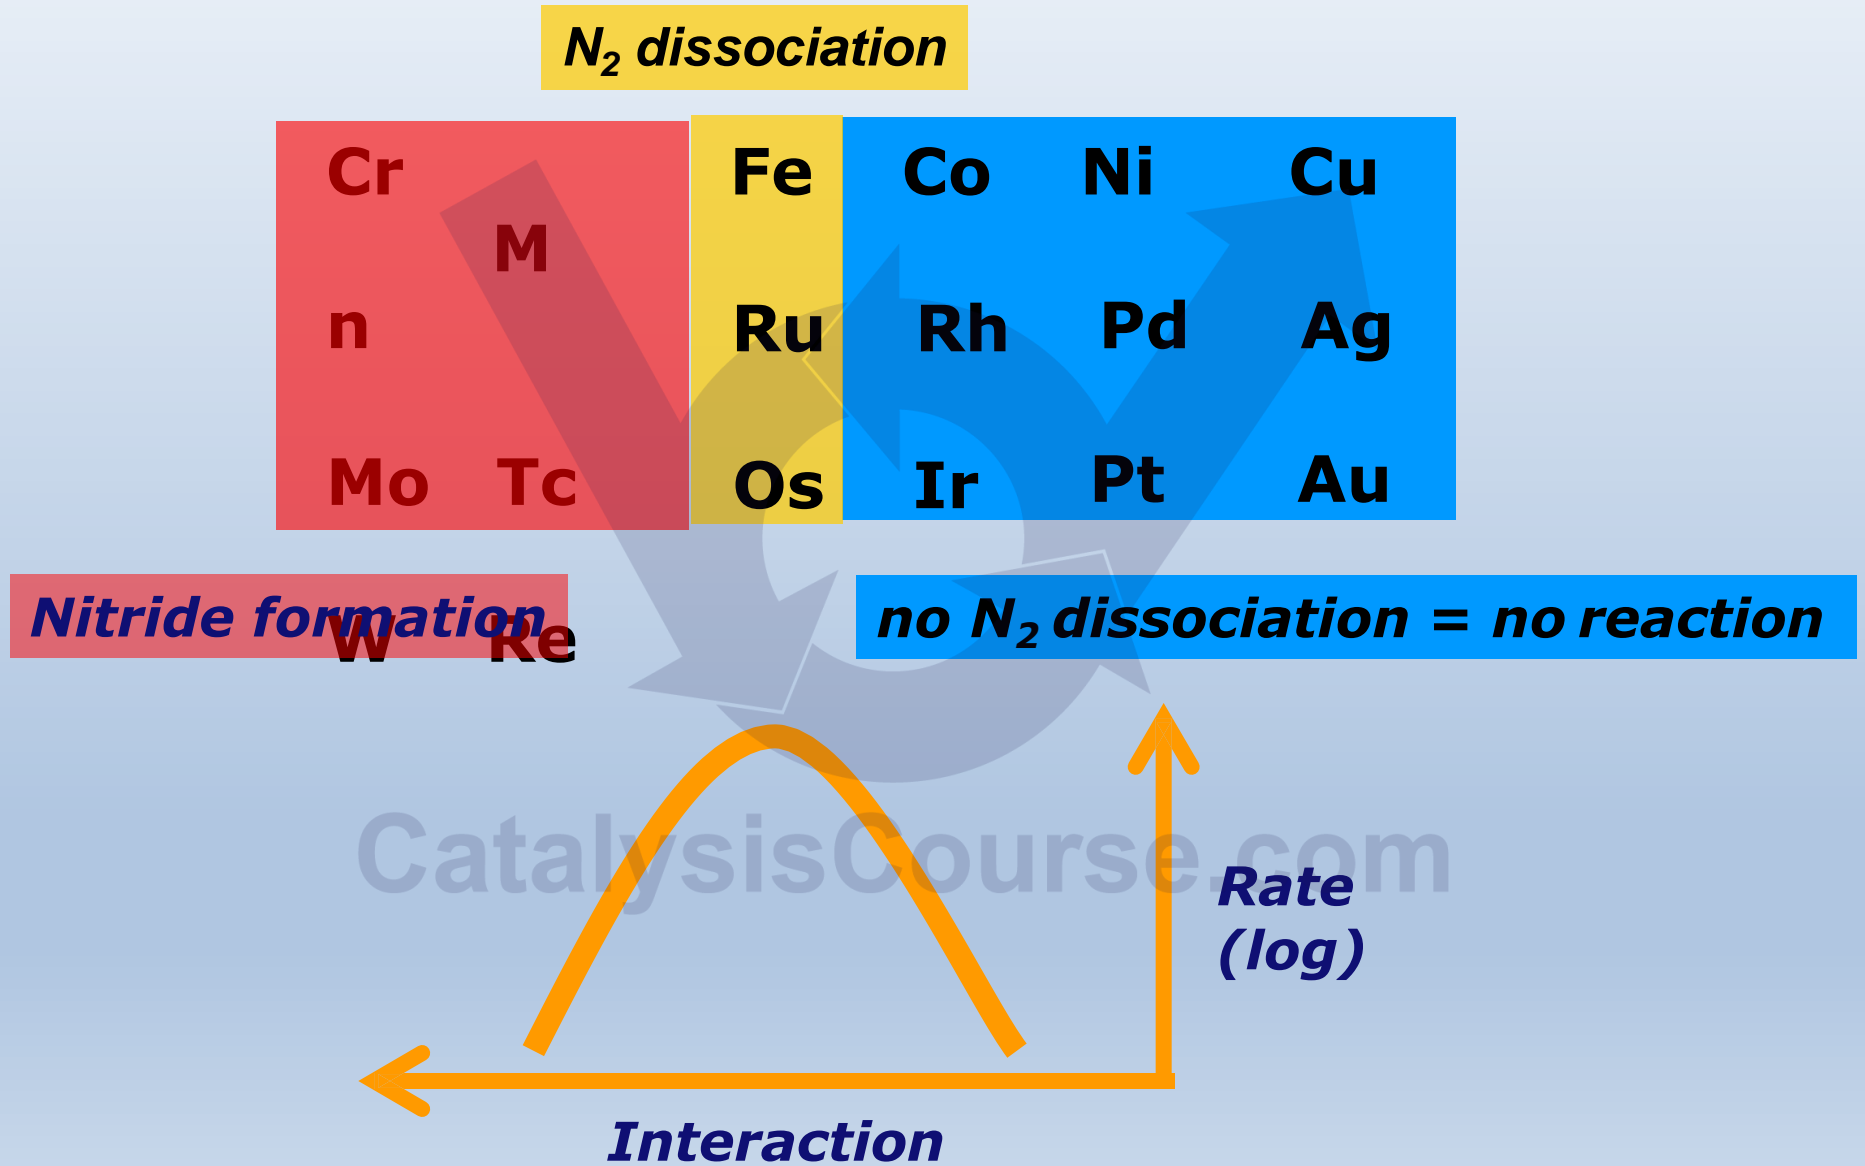 N₂ dissociation
Cr Fe Co Ni Cu
M
n Ru Rh Pd Ag
Mo Tc Os Ir Pt Au
Nitride formation
W Re
no N₂ dissociation = no reaction
CatalysisCourse.com
Rate
(log)
Interaction